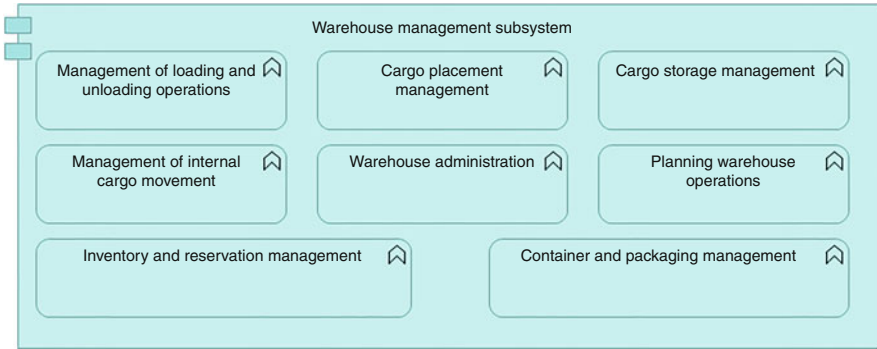 Warehouse management subsystem
Management of loading and
unloading operations
Cargo placement
management
Cargo storage management
Management of internal
cargo movement
Warehouse administration
Planning warehouse
operations
Inventory and reservation management
Container and packaging management